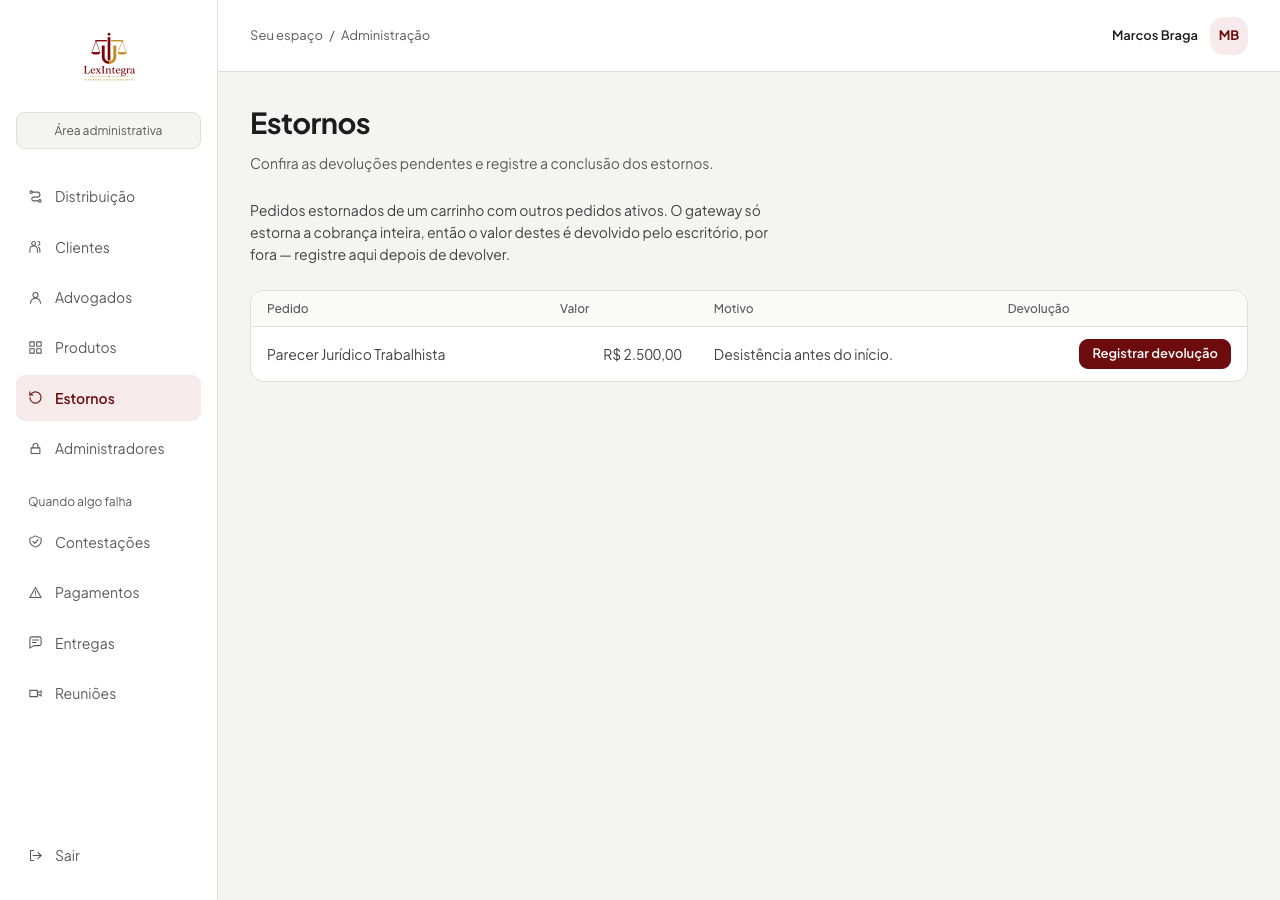 LexIntegra
Área administrativa
Distribuição
Clientes
Advogados
Produtos
Estornos
Administradores
Quando algo falha
Contestações
Pagamentos
Entregas
Reuniões
Sair
Seu espaço / Administração
Marcos Braga MB
Estornos
Confira as devoluções pendentes e registre a conclusão dos estornos.
Pedidos estornados de um carrinho com outros pedidos ativos. O gateway só
estorna a cobrança inteira, então o valor destes é devolvido pelo escritório, por
fora — registre aqui depois de devolver.
Pedido Valor Motivo Devolução
Parecer Jurídico Trabalhista R$ 2.500,00 Desistência antes do início. Registrar devolução